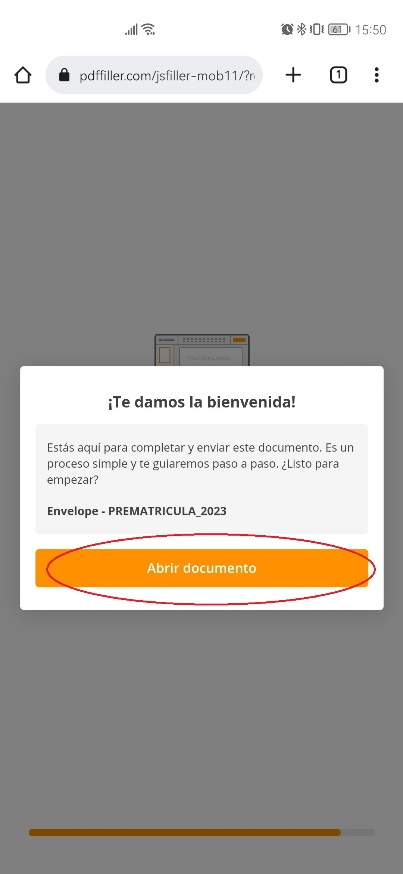 61 15:50
pdffiller.com/jsfiller-mob11/?r
1
¡Te damos la bienvenida!
Estás aquí para completar y enviar este documento. Es un
proceso simple y te guiaremos paso a paso. ¿Listo para
empezar?
Envelope - PREMATRICULA_2023
Abrir documento